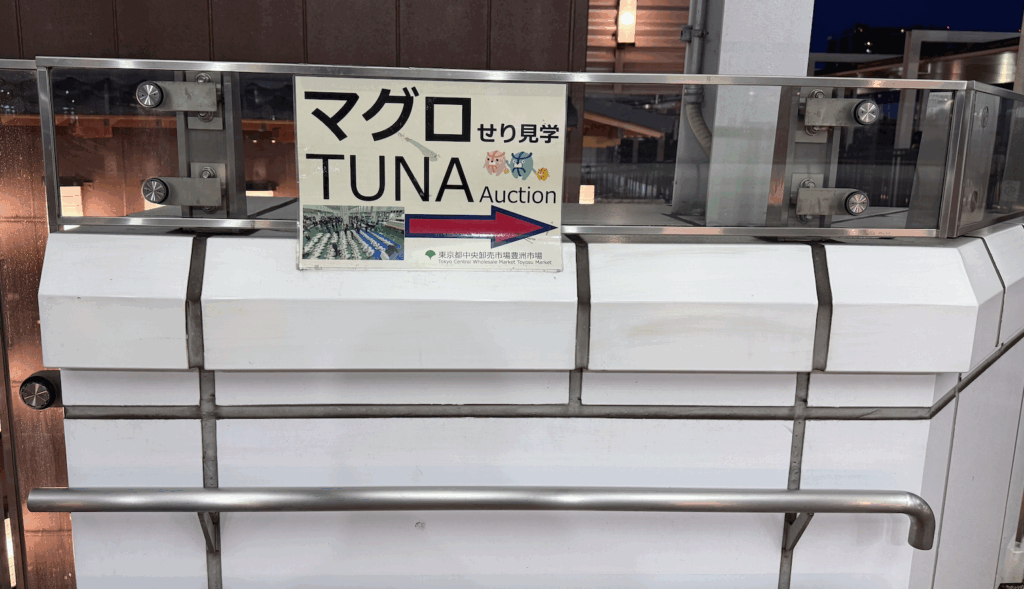 マグロせり見学
TUNA Auction
東京都中央卸売市場豊洲市場
Tokyo Central Wholesale Market Toyosu Market